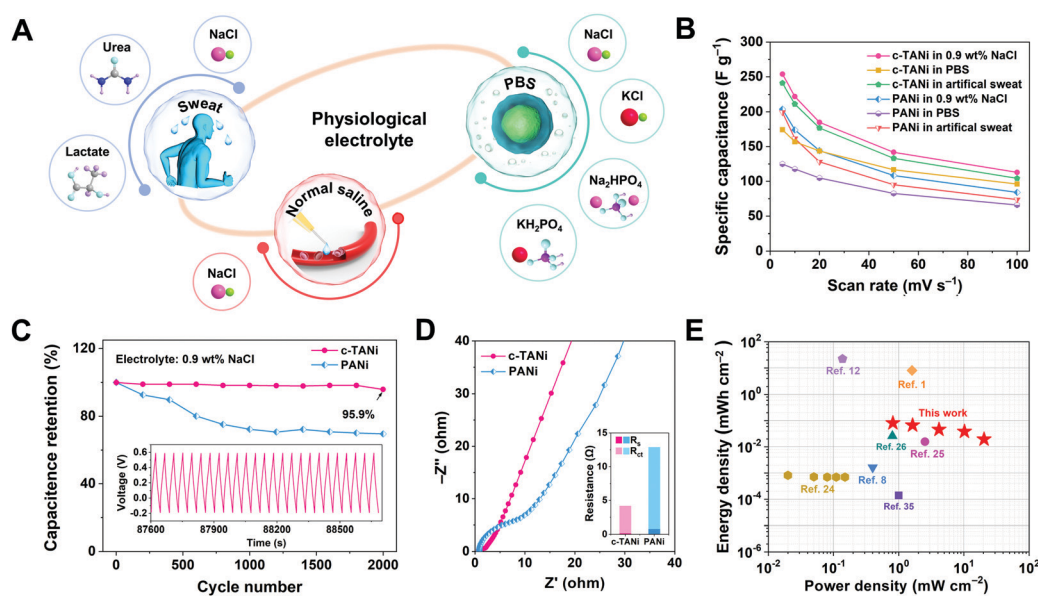 A
Urea
NaCl
Sweat
Lactate
Physiological
electrolyte
NaCl
PBS
KCl
Na₂HPO₄
KH₂PO₄
Normal saline
NaCl
B
Specific capacitance (F g⁻¹)
400
350
300
250
200
150
100
50
0
c-TANi in 0.9 wt% NaCl
c-TANi in PBS
c-TANi in artifical sweat
PANi in 0.9 wt% NaCl
PANi in PBS
PANi in artifical sweat
0 20 40 60 80 100
Scan rate (mV s⁻¹)
C
Capacitance retention (%)
120
100
80
60
40
20
0
Electrolyte: 0.9 wt% NaCl
c-TANi
PANi
95.9%
Voltage (V)
0.6
0.4
0.2
0.0
-0.2
-0.4
87600 87900 88200 88500
Time (s)
0 500 1000 1500 2000
Cycle number
D
−Z'' (ohm)
40
30
20
10
0
c-TANi
PANi
Resistance (Ω)
15
10
5
0
Rs
Rct
c-TANi PANi
0 10 20 30 40
Z' (ohm)
E
Energy density (mWh cm⁻²)
10²
10⁰
10⁻²
10⁻⁴
10⁻⁶
Ref. 12
Ref. 1
This work
Ref. 26
Ref. 25
Ref. 24
Ref. 8
Ref. 35
10⁻² 10⁻¹ 10⁰ 10¹ 10²
Power density (mW cm⁻²)